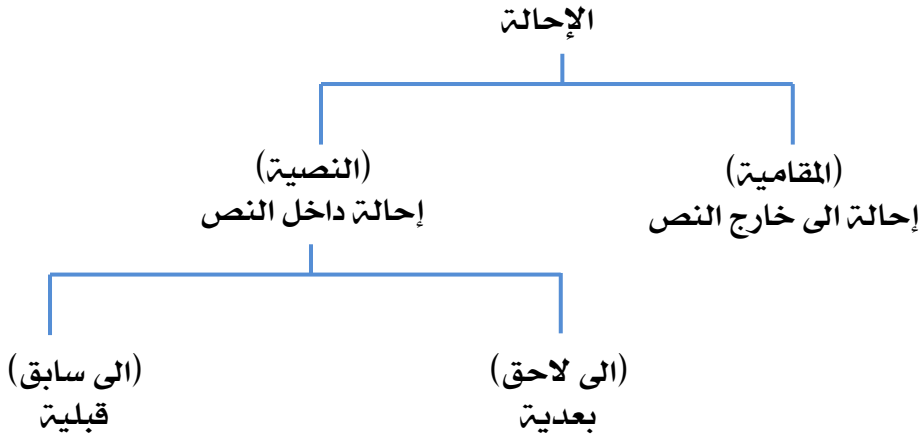 الإحالة
(المقامية)
إحالة الى خارج النص
(النصية)
إحالة داخل النص
(الى لاحق)
بعدية
(الى سابق)
قبلية